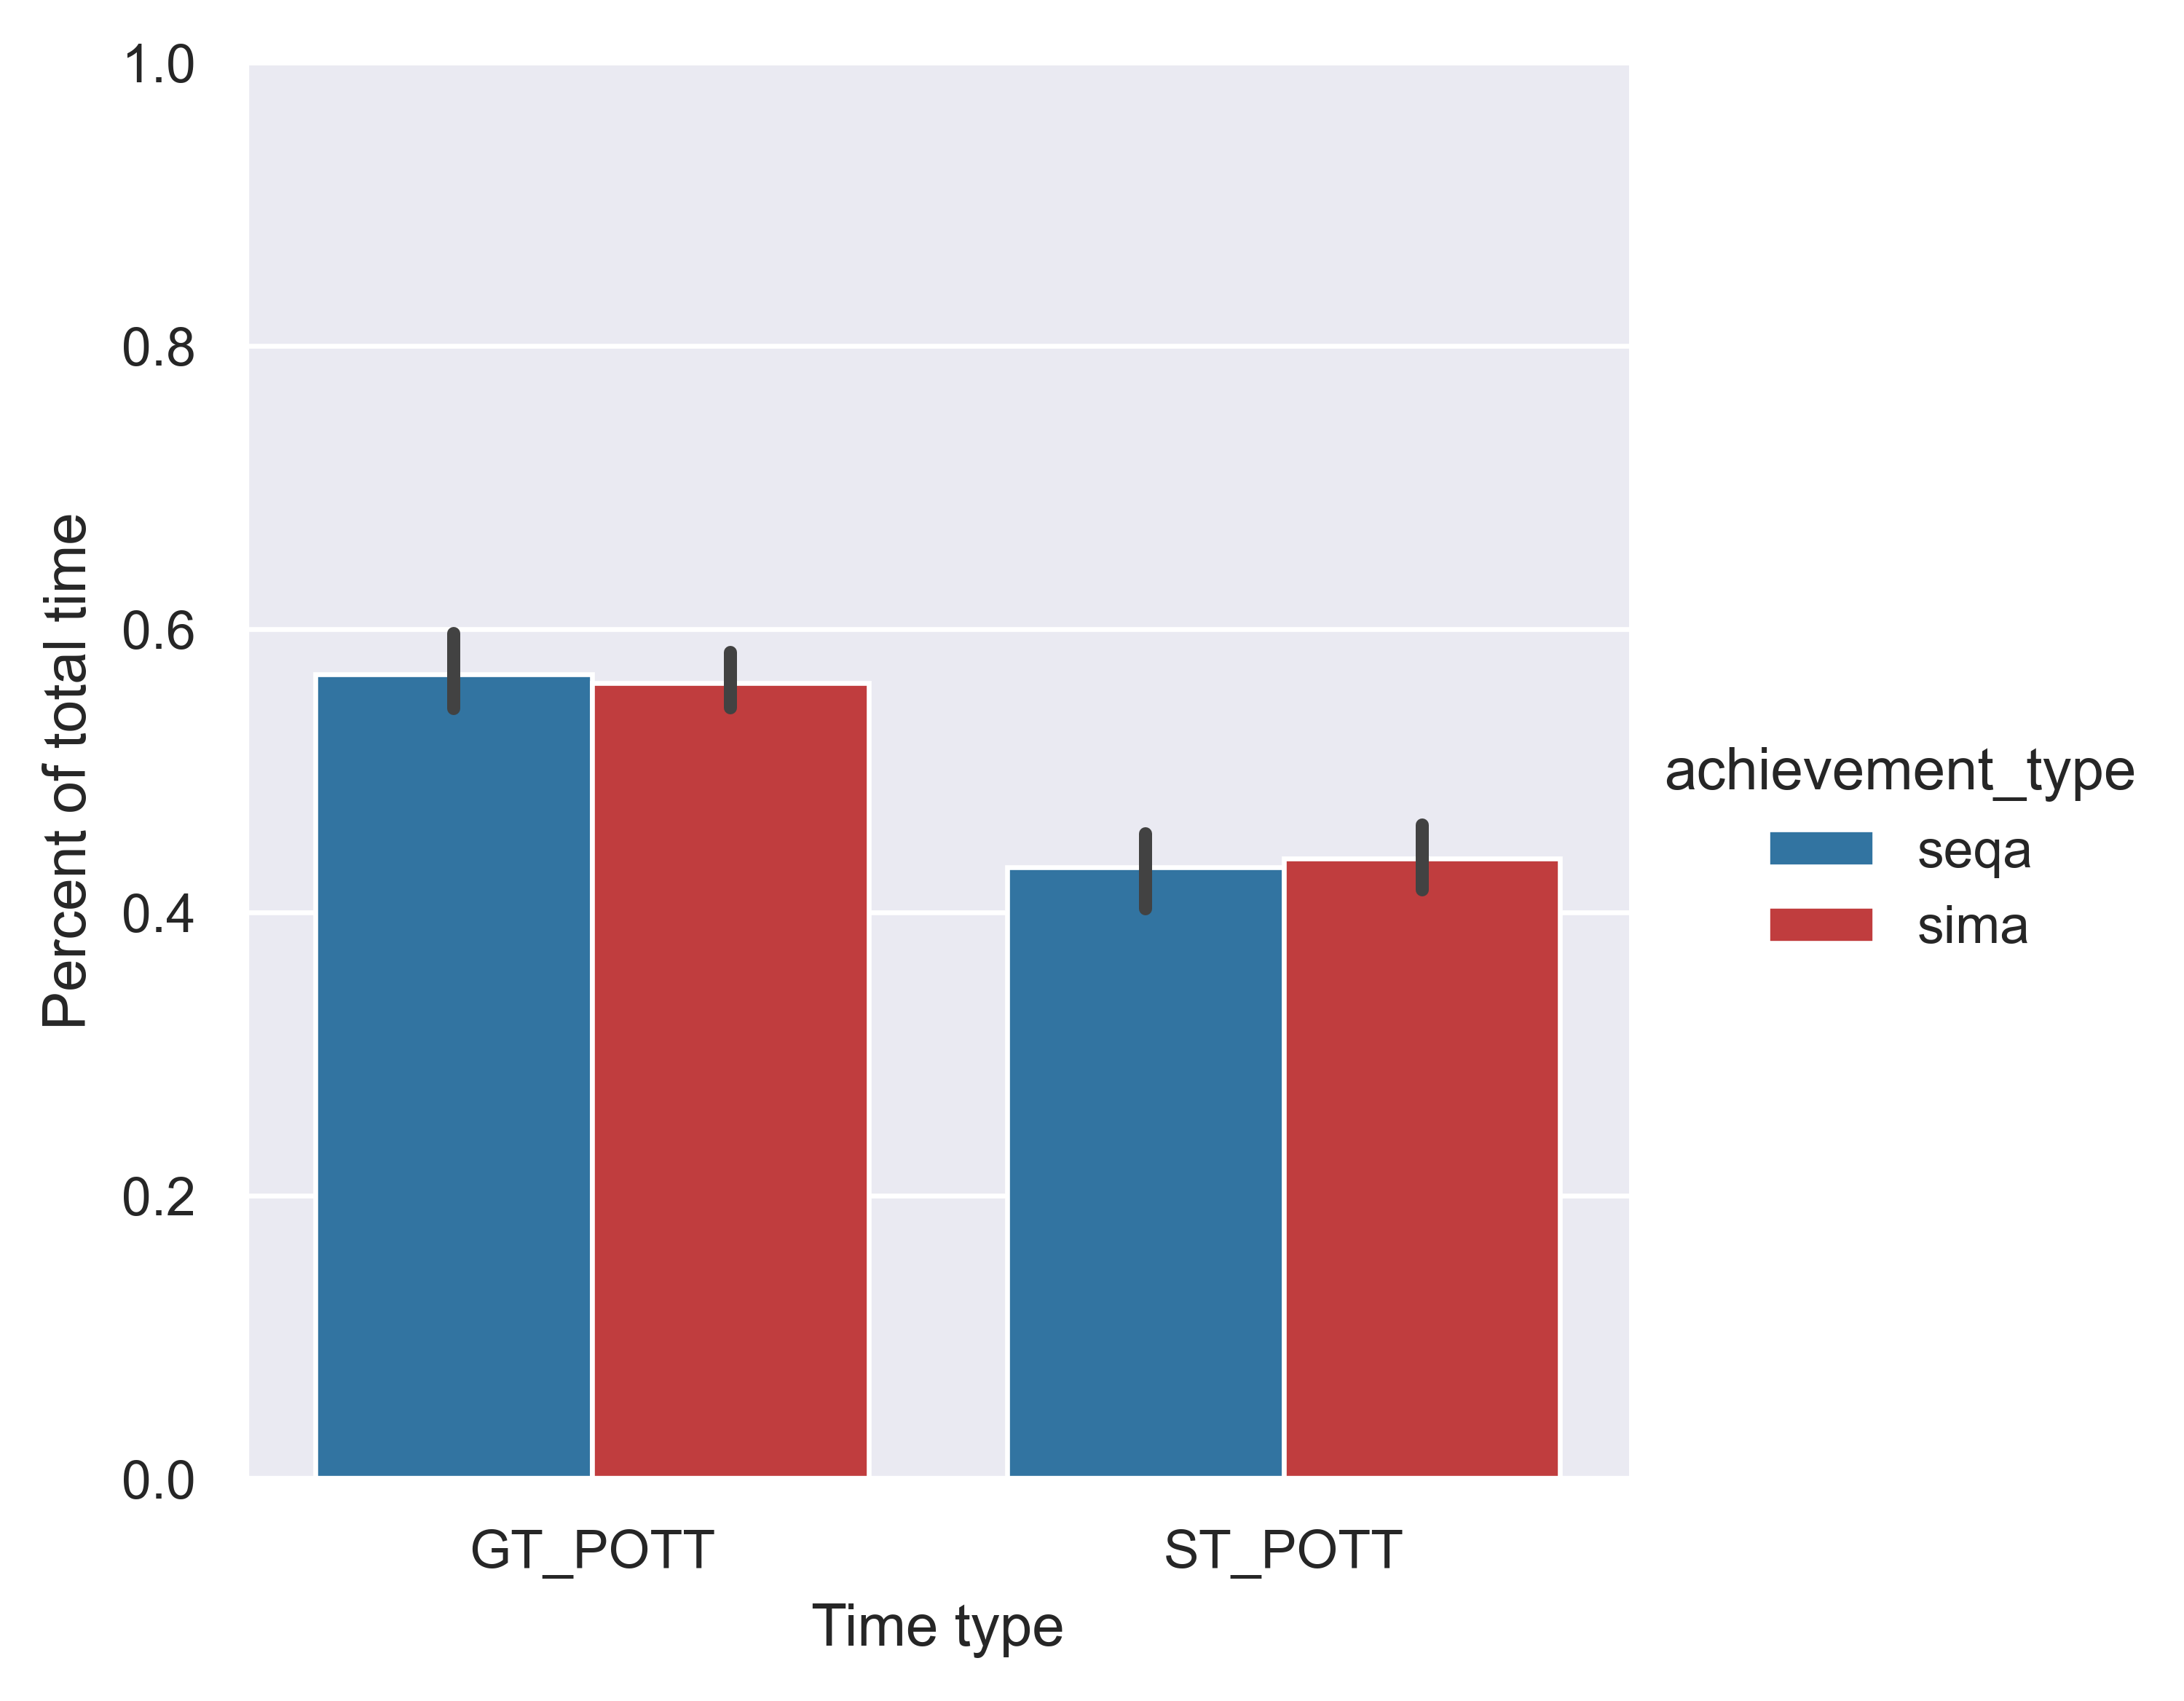 1.0
0.8
0.6
0.4
0.2
0.0
Percent of total time
GT_POTT
ST_POTT
Time type
achievement_type
seqa
sima